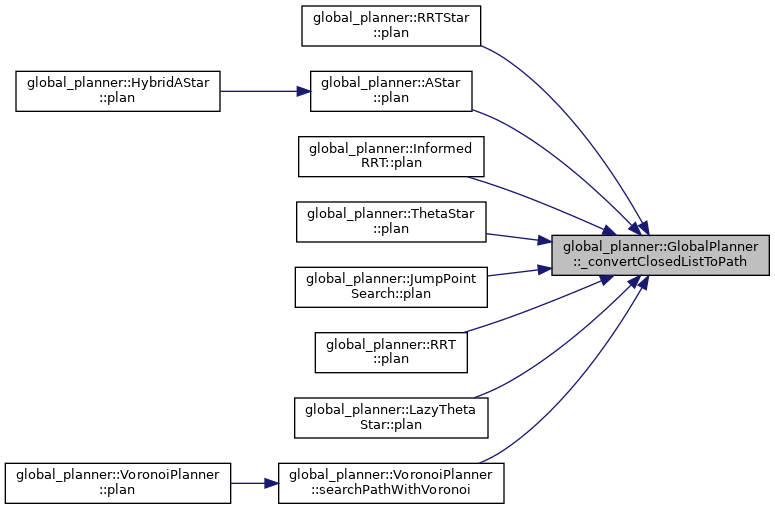 global_planner::RRTStar
::plan
global_planner::HybridAStar
::plan
global_planner::AStar
::plan
global_planner::Informed
RRT::plan
global_planner::ThetaStar
::plan
global_planner::GlobalPlanner
::_convertClosedListToPath
global_planner::JumpPoint
Search::plan
global_planner::RRT
::plan
global_planner::LazyTheta
Star::plan
global_planner::VoronoiPlanner
::plan
global_planner::VoronoiPlanner
::searchPathWithVoronoi